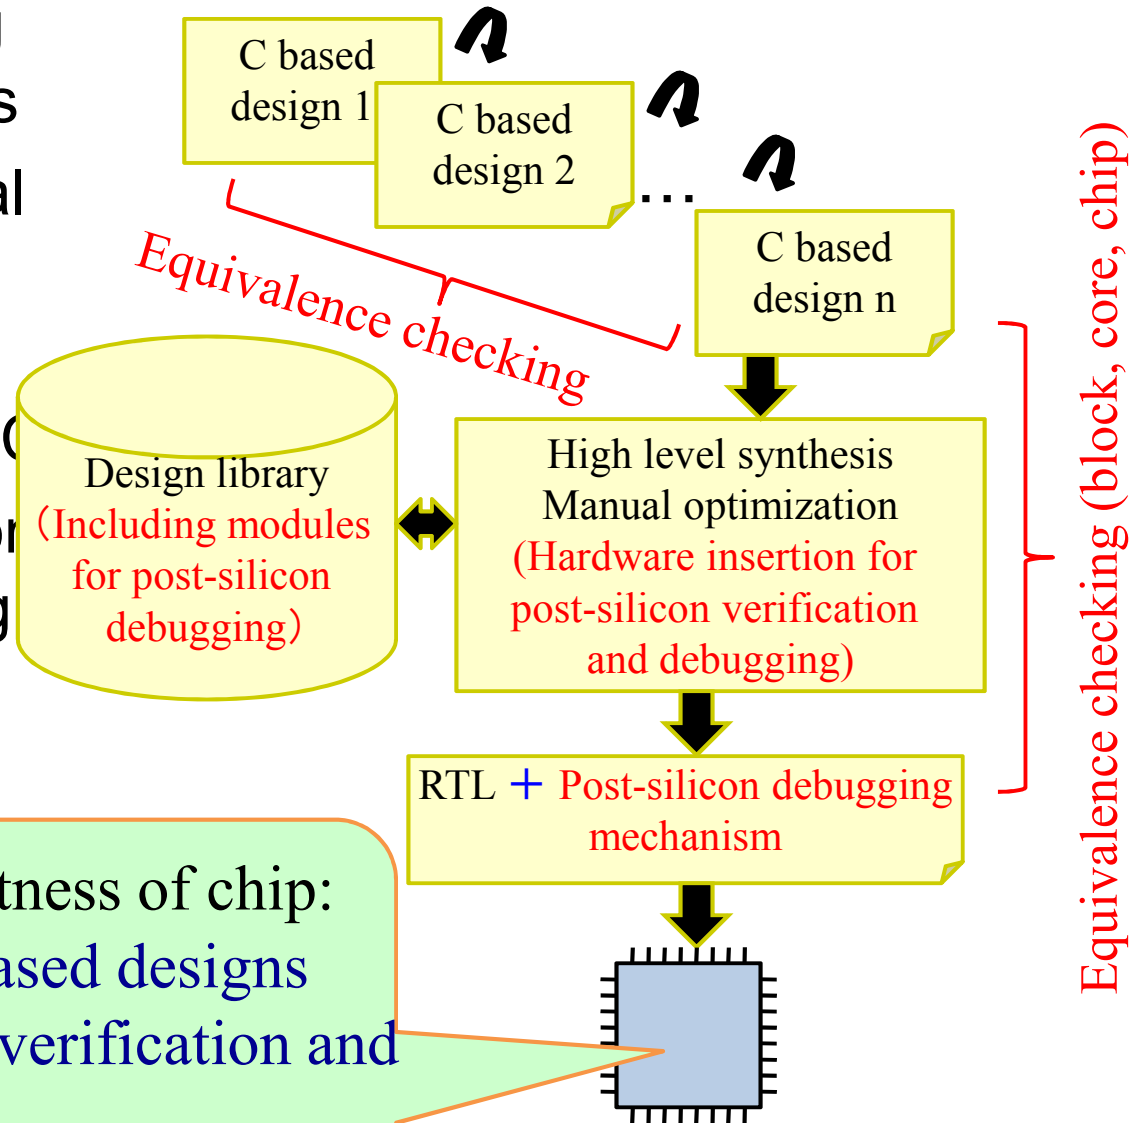 C based
design 1
C based
design 2
...
C based
design n
Equivalence checking
Equivalence checking (block, core, chip)
Design library
（Including modules
for post-silicon
debugging）
High level synthesis
Manual optimization
(Hardware insertion for
post-silicon verification
and debugging)
RTL + Post-silicon debugging
mechanism
of chip:
designs
verification and